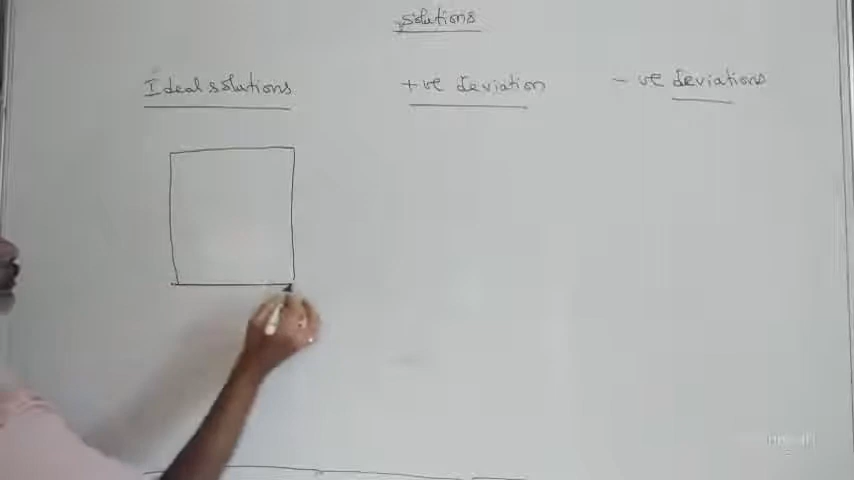 solutions
Ideal solutions
+ve deviation
- ve deviations